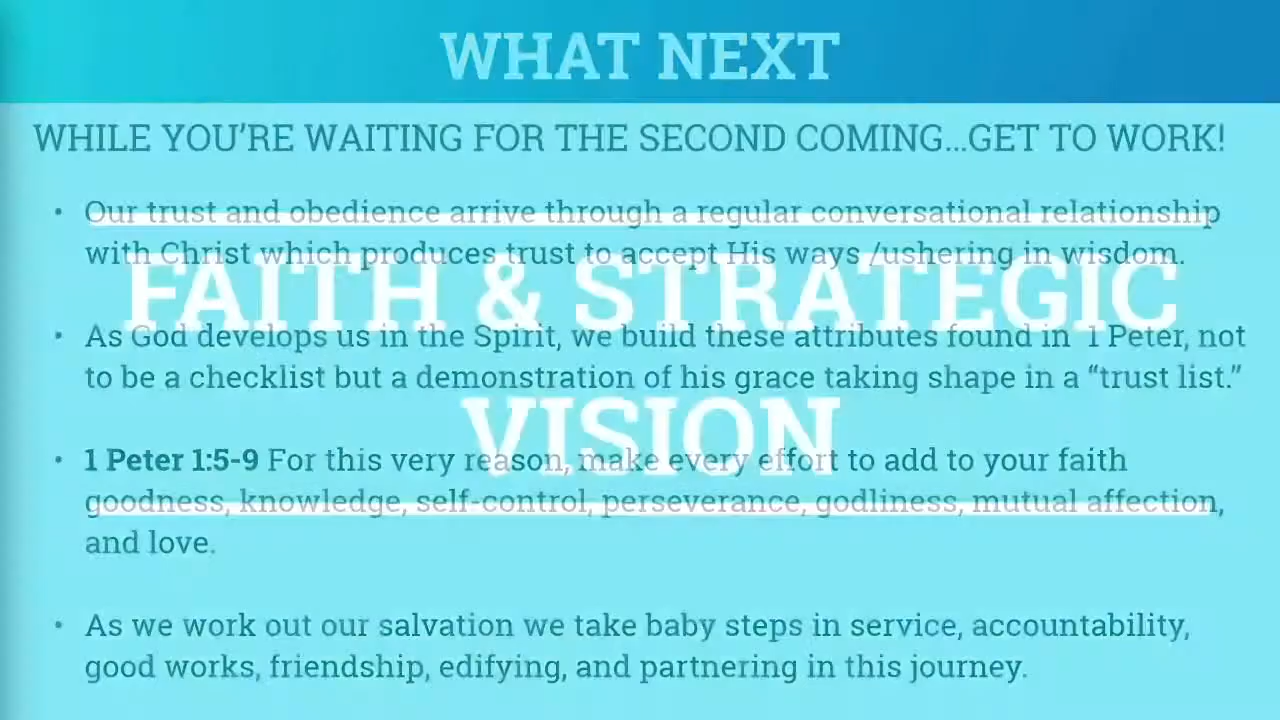 WHAT NEXT
WHILE YOU’RE WAITING FOR THE SECOND COMING...GET TO WORK!
• Our trust and obedience arrive through a regular conversational relationship
with Christ which produces trust to accept His ways /ushering in wisdom.
FAITH & STRATEGIC
• As God develops us in the Spirit, we build these attributes found in 1 Peter, not
to be a checklist but a demonstration of his grace taking shape in a “trust list.”
VISION
• 1 Peter 1:5-9 For this very reason, make every effort to add to your faith
goodness, knowledge, self-control, perseverance, godliness, mutual affection,
and love.
• As we work out our salvation we take baby steps in service, accountability,
good works, friendship, edifying, and partnering in this journey.